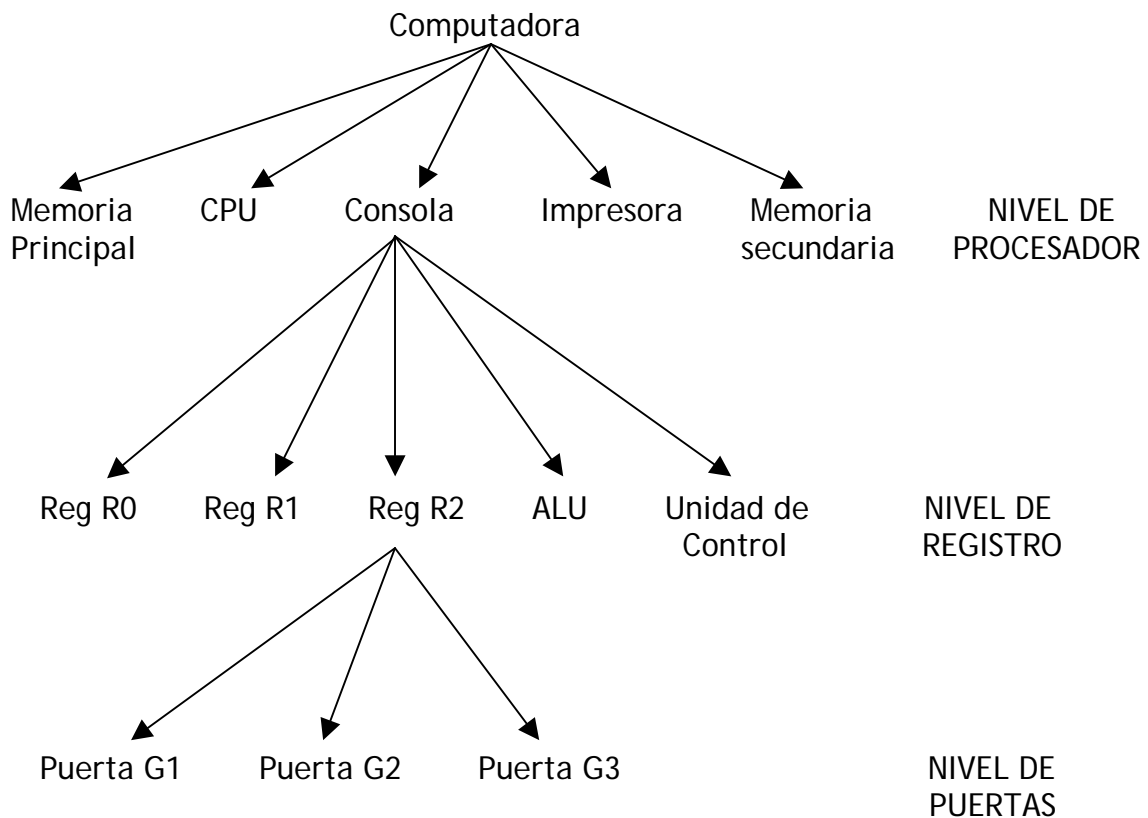 Computadora
Memoria Principal
CPU
Consola
Impresora
Memoria secundaria
NIVEL DE PROCESADOR
Reg R0
Reg R1
Reg R2
ALU
Unidad de Control
NIVEL DE REGISTRO
Puerta G1
Puerta G2
Puerta G3
NIVEL DE PUERTAS